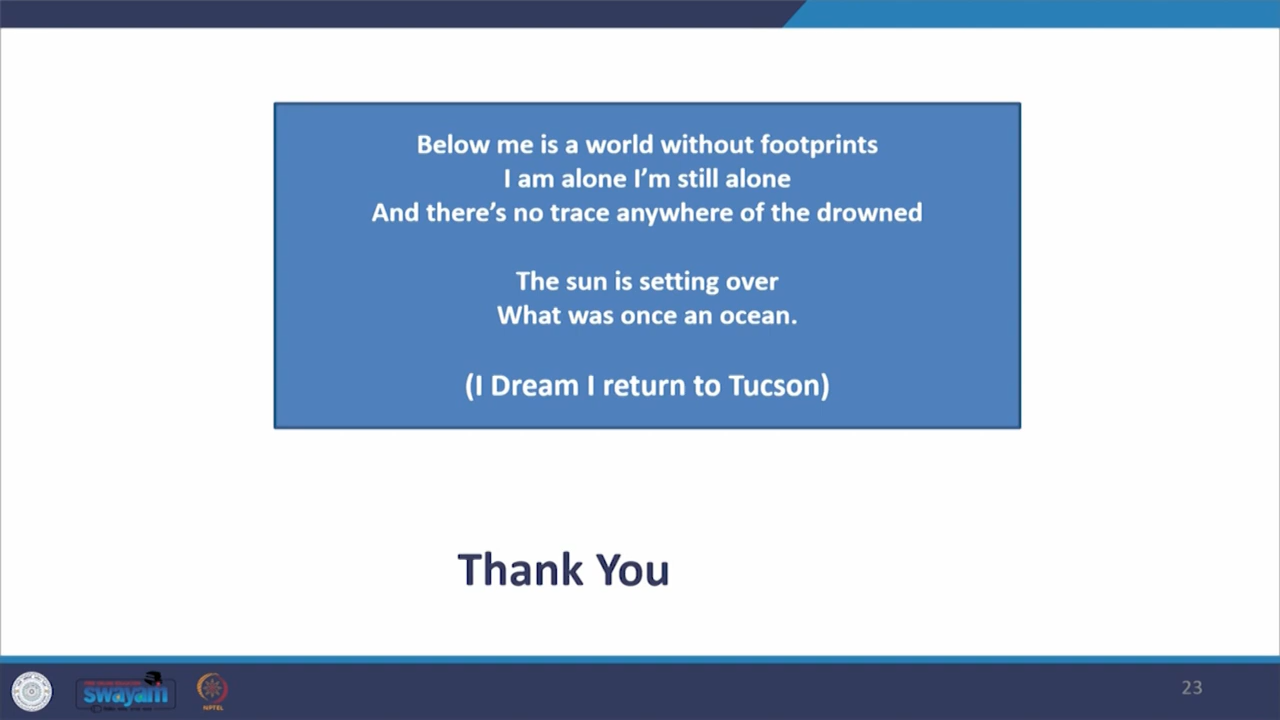 Below me is a world without footprints
I am alone I’m still alone
And there’s no trace anywhere of the drowned
The sun is setting over
What was once an ocean.
(I Dream I return to Tucson)
Thank You
swayam
NPTEL
23